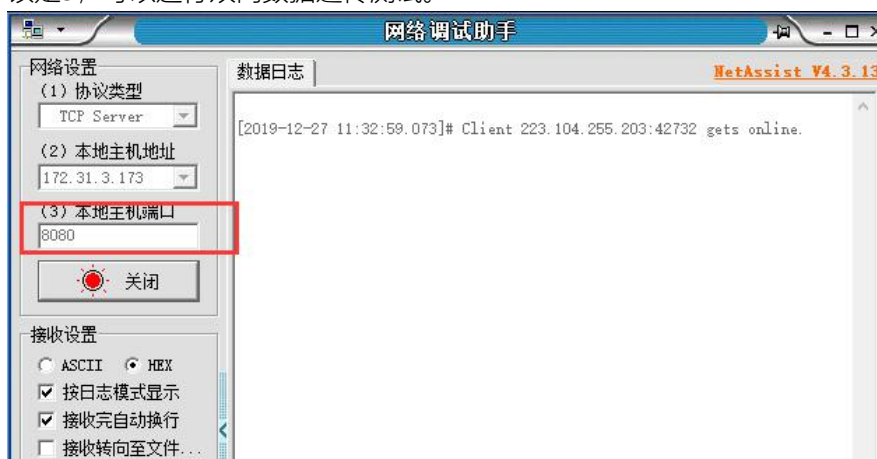 网络调试助手
网络设置
(1) 协议类型
TCP Server
(2) 本地主机地址
172.31.3.173
(3) 本地主机端口
8080
关闭
接收设置
ASCII HEX
按日志模式显示
接收完自动换行
接收转向至文件...
数据日志
NetAssist V4.3.13
[2019-12-27 11:32:59.073]# Client 223.104.255.203:42732 gets online.